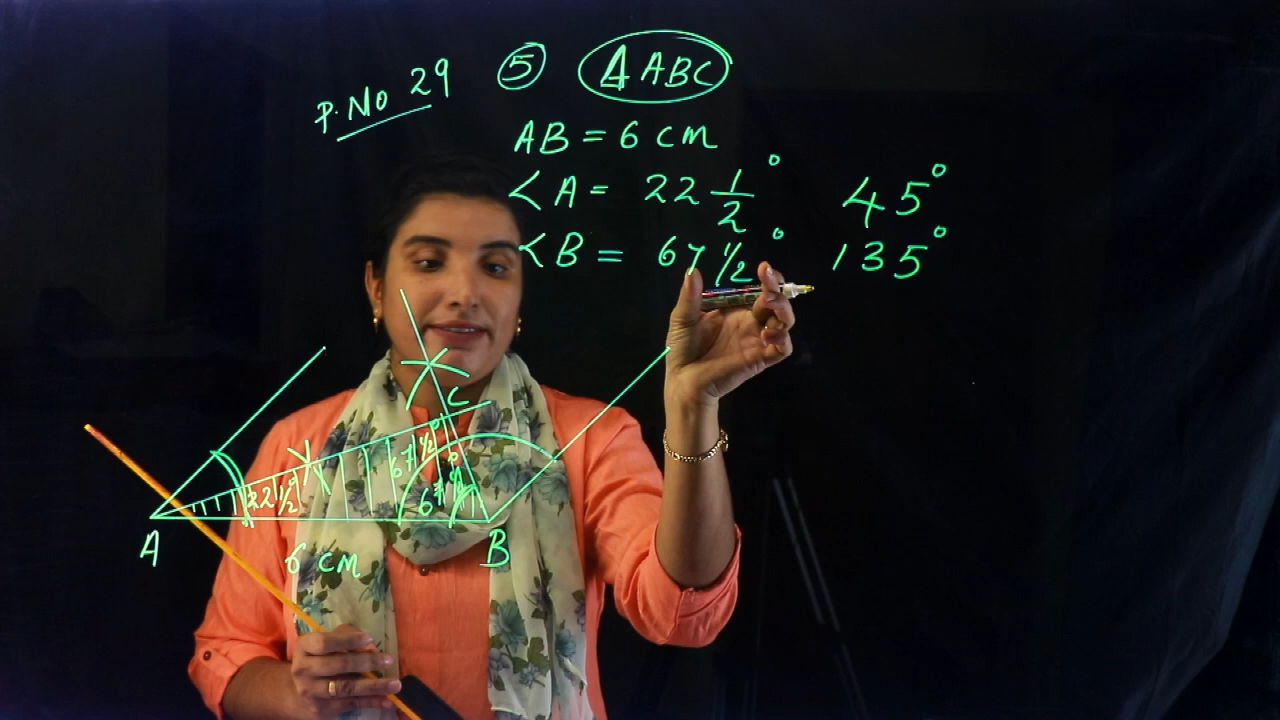 P. No 29 ⑤ Δ ABC
AB = 6 cm
∠A = 22 1/2° 45°
∠B = 67 1/2° 135°
C
67 1/2°
22 1/2°
67 1/2
A B
6 cm